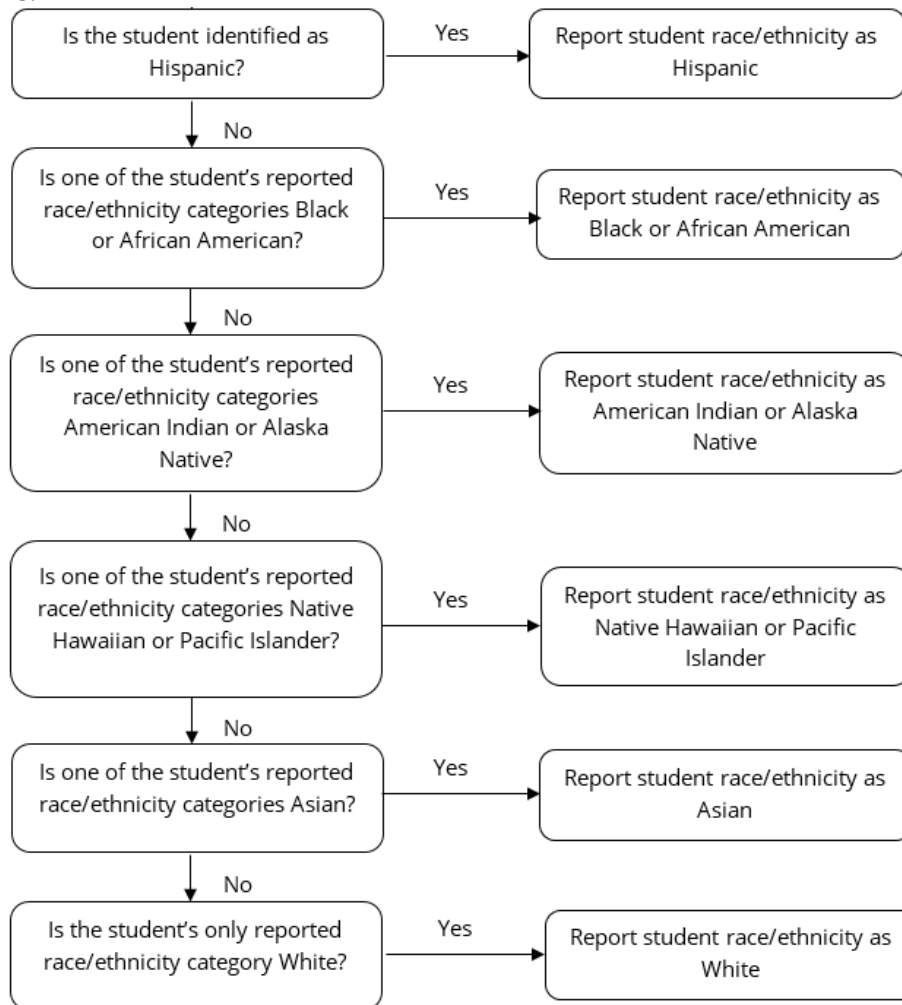 Is the student identified as
Hispanic?
Yes
Report student race/ethnicity as
Hispanic
No
Is one of the student's reported
race/ethnicity categories Black
or African American?
Yes
Report student race/ethnicity as
Black or African American
No
Is one of the student's reported
race/ethnicity categories
American Indian or Alaska
Native?
Yes
Report student race/ethnicity as
American Indian or Alaska
Native
No
Is one of the student's reported
race/ethnicity categories Native
Hawaiian or Pacific Islander?
Yes
Report student race/ethnicity as
Native Hawaiian or Pacific
Islander
No
Is one of the student's reported
race/ethnicity categories Asian?
Yes
Report student race/ethnicity as
Asian
No
Is the student's only reported
race/ethnicity category White?
Yes
Report student race/ethnicity as
White